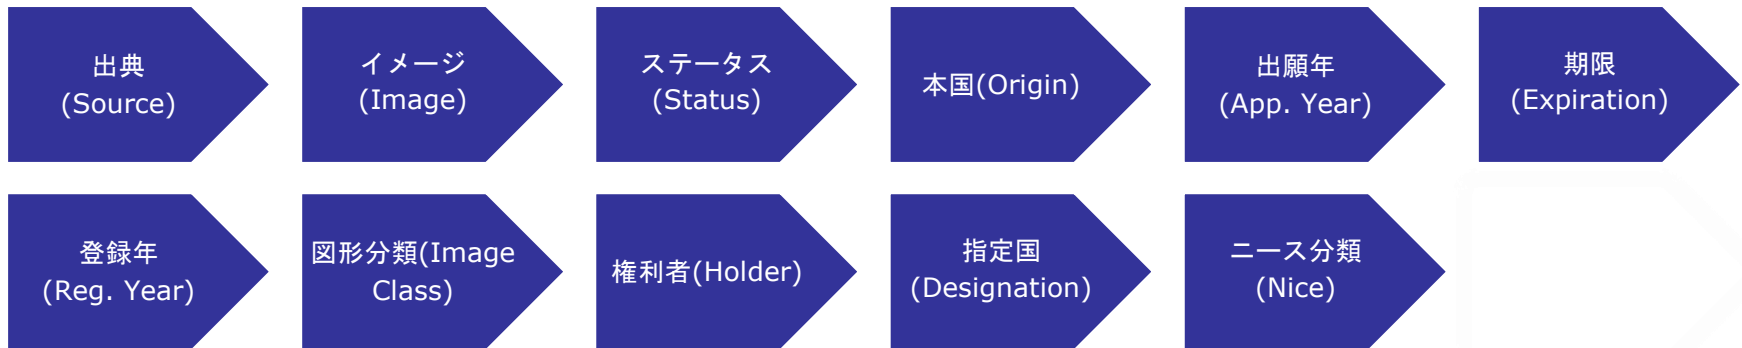 出典
(Source)
イメージ
(Image)
ステータス
(Status)
本国(Origin)
出願年
(App. Year)
期限
(Expiration)
登録年
(Reg. Year)
図形分類(Image
Class)
権利者(Holder)
指定国
(Designation)
ニース分類
(Nice)